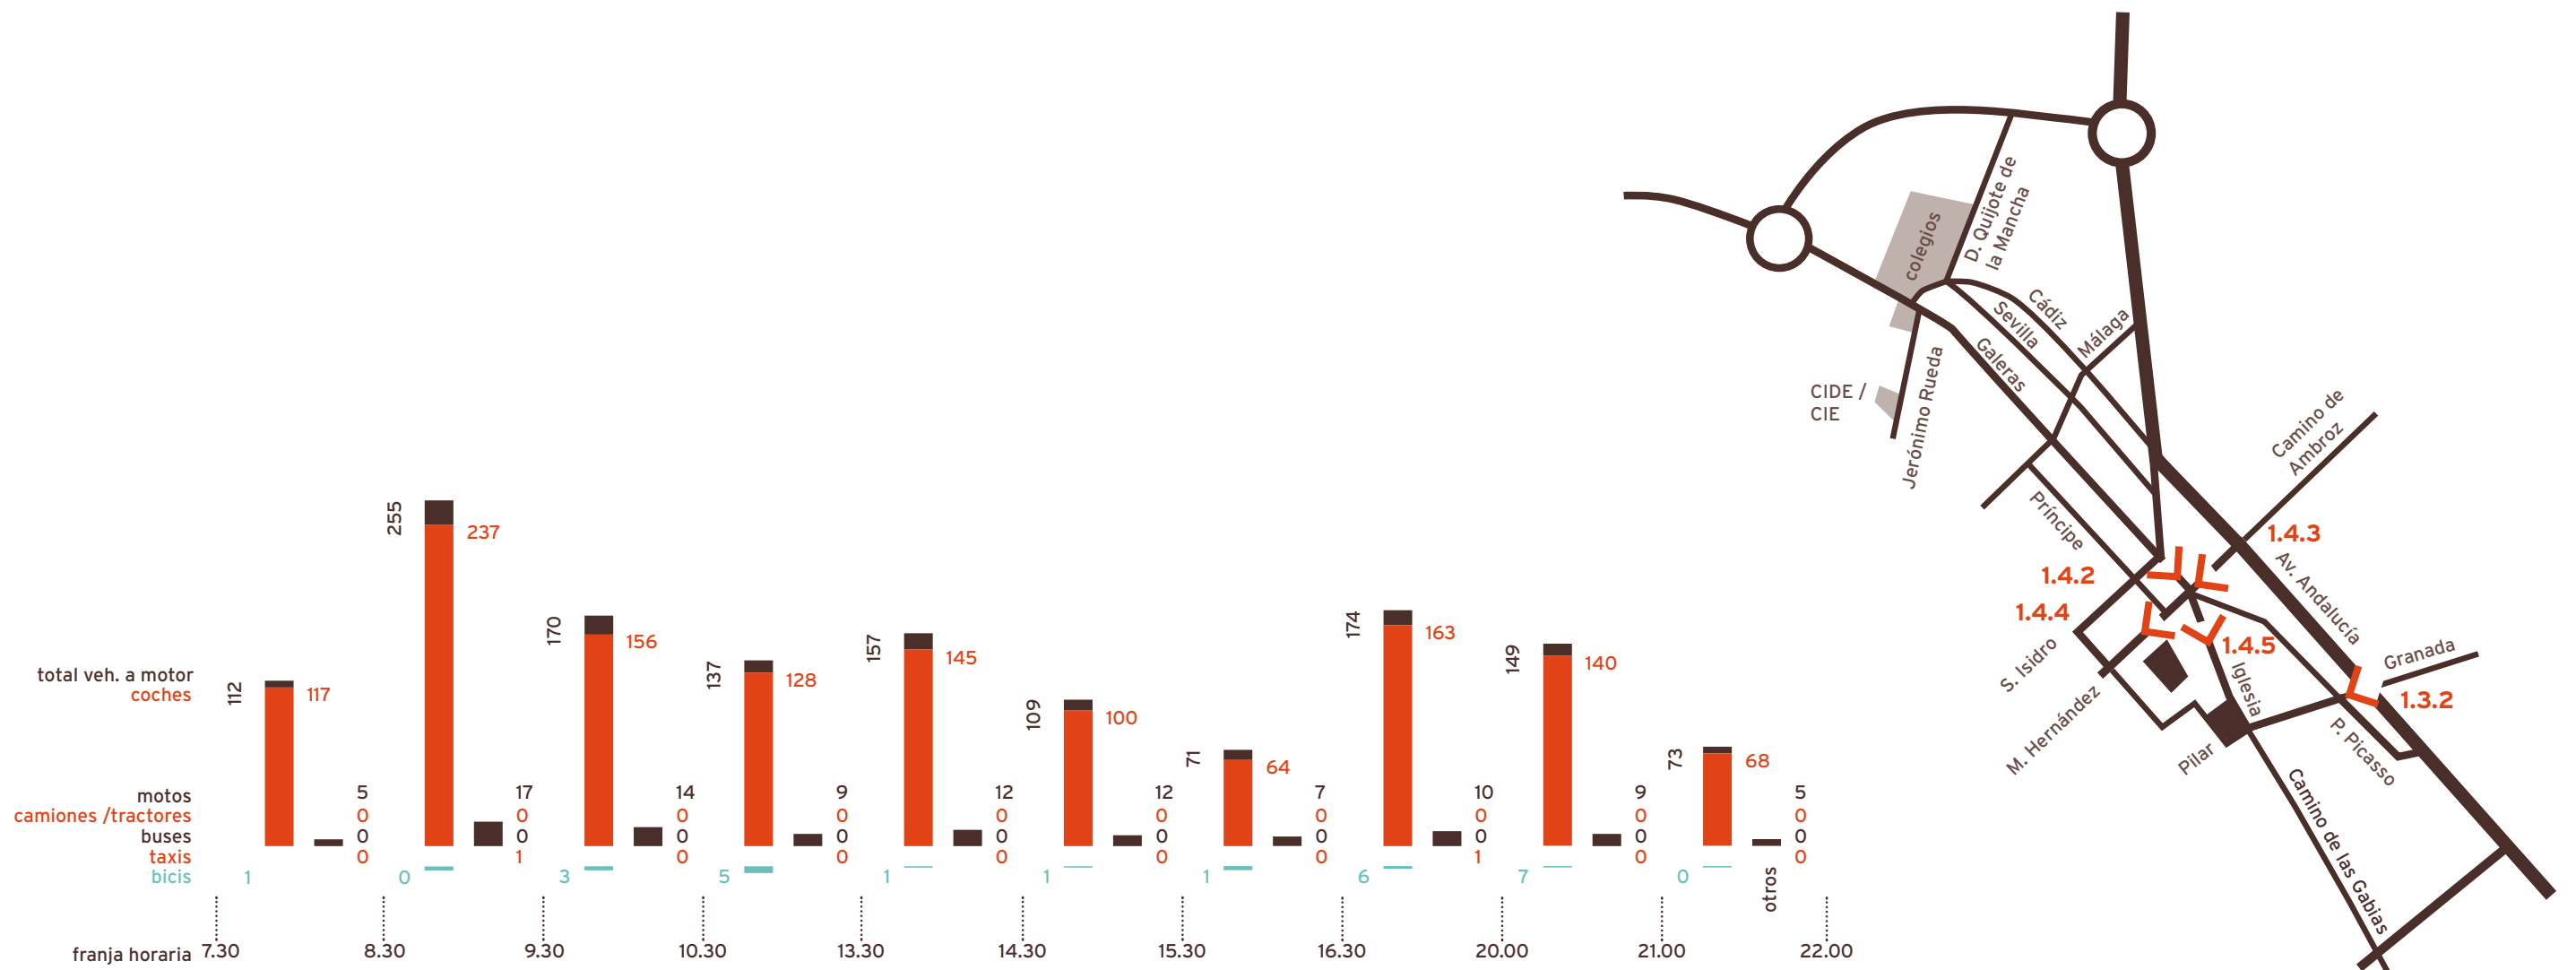 255
237
170
156
137
128
157
145
174
163
149
140
total veh. a motor
coches
112
117
109
100
71
64
73
68
motos
5
17
14
9
12
12
7
10
9
5
camiones /tractores
0
0
0
0
0
0
0
0
0
0
buses
0
0
0
0
0
0
0
0
0
0
taxis
0
1
0
0
0
0
0
1
0
0
bicis
1
0
3
5
1
1
1
6
7
0
otros
franja horaria
7.30
8.30
9.30
10.30
13.30
14.30
15.30
16.30
20.00
21.00
22.00
colegios
D. Quijote de
la Mancha
Cádiz
Sevilla
Málaga
Galeras
CIDE /
CIE
Jerónimo Rueda
Camino de
Ambroz
Príncipe
1.4.3
1.4.2
Av. Andalucía
1.4.4
1.4.5
S. Isidro
Granada
Iglesia
1.3.2
M. Hernández
Pilar
P. Picasso
Camino de las Gabias